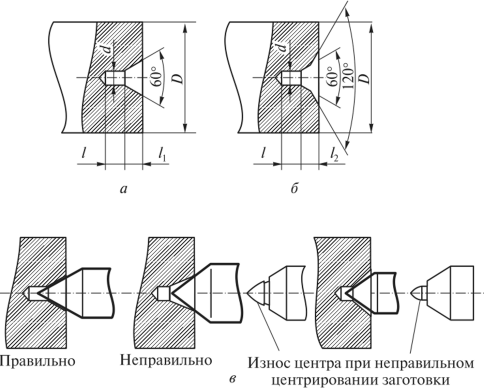 d
60°
D
l
l₁
а
d
60°
120°
D
l
l₂
б
Правильно
Неправильно
Износ центра при неправильном
центрировании заготовки
в